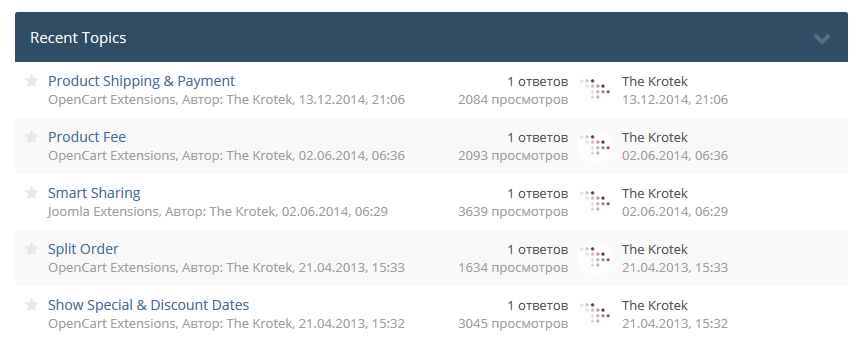 Recent Topics
Product Shipping & Payment 1 ответов The Krotek
OpenCart Extensions, Автор: The Krotek, 13.12.2014, 21:06 2084 просмотров 13.12.2014, 21:06
Product Fee 1 ответов The Krotek
OpenCart Extensions, Автор: The Krotek, 02.06.2014, 06:36 2093 просмотров 02.06.2014, 06:36
Smart Sharing 1 ответов The Krotek
Joomla Extensions, Автор: The Krotek, 02.06.2014, 06:29 3639 просмотров 02.06.2014, 06:29
Split Order 1 ответов The Krotek
OpenCart Extensions, Автор: The Krotek, 21.04.2013, 15:33 1634 просмотров 21.04.2013, 15:33
Show Special & Discount Dates 1 ответов The Krotek
OpenCart Extensions, Автор: The Krotek, 21.04.2013, 15:32 3045 просмотров 21.04.2013, 15:32